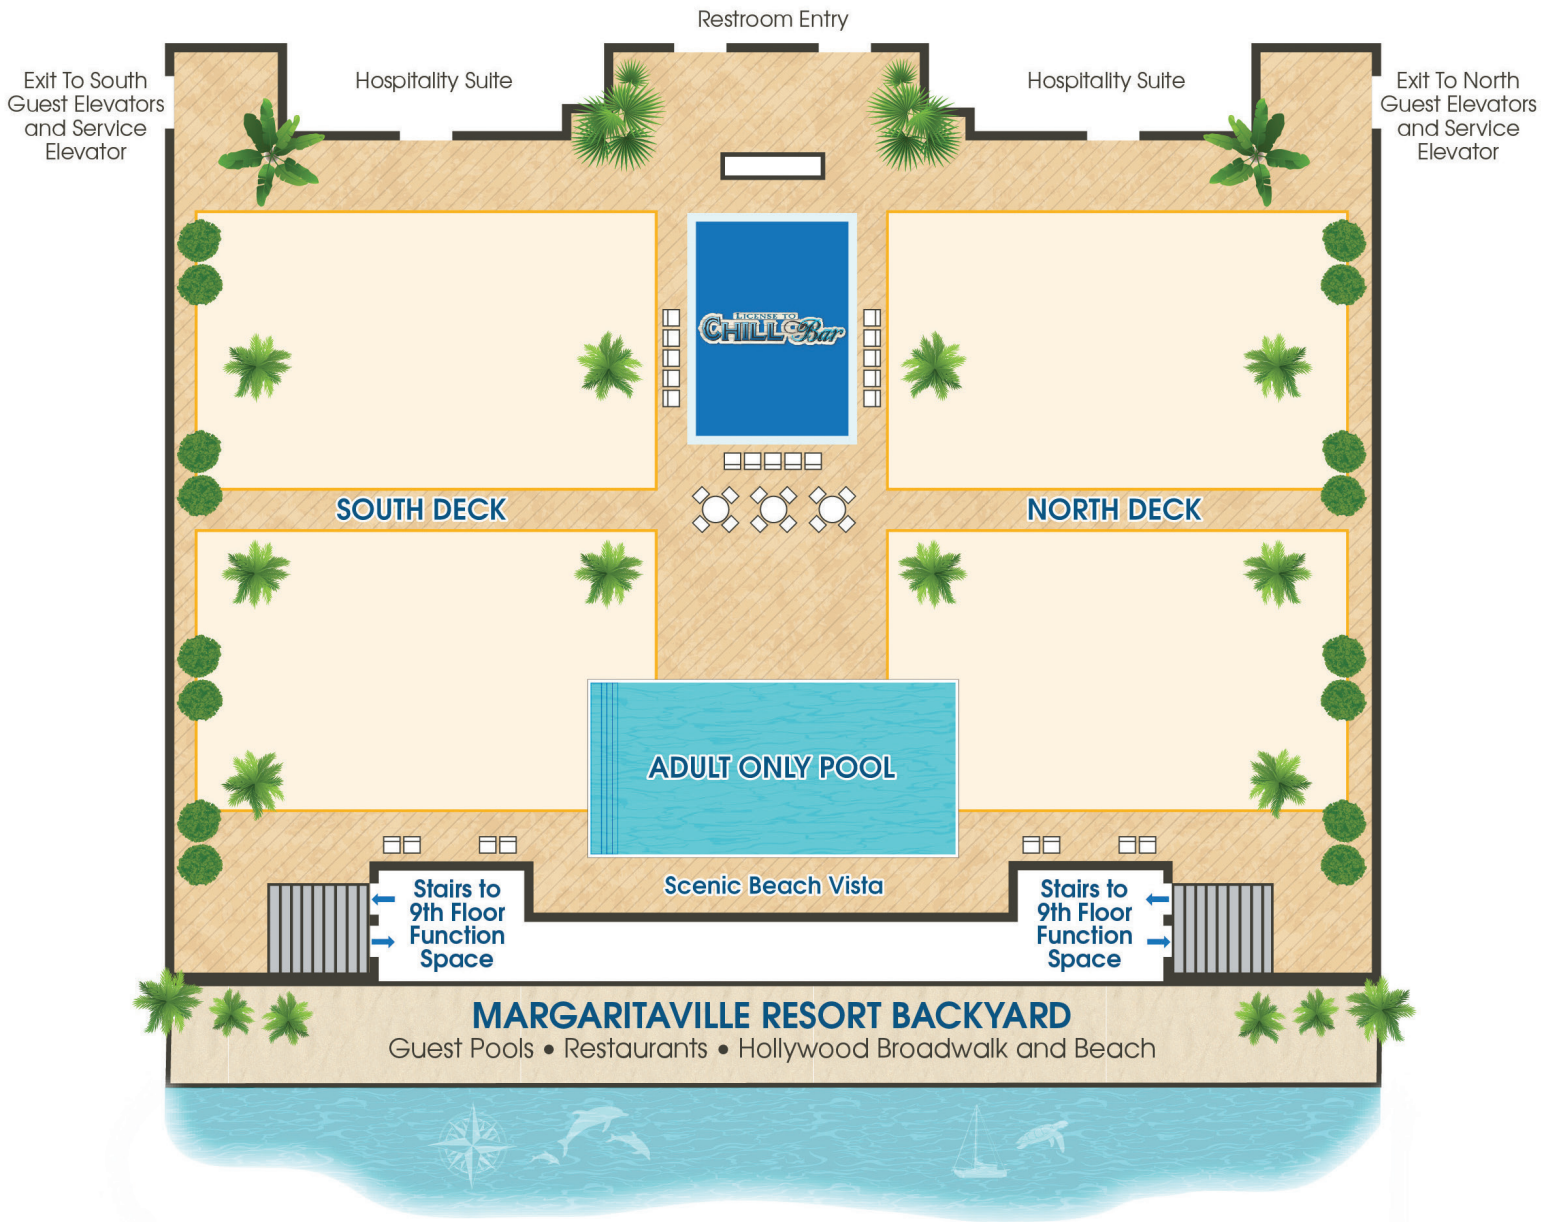 Restroom Entry
Exit To South
Guest Elevators
and Service
Elevator
Hospitality Suite
Hospitality Suite
Exit To North
Guest Elevators
and Service
Elevator
LICENSE TO
CHILL Bar
SOUTH DECK
NORTH DECK
ADULT ONLY POOL
Scenic Beach Vista
Stairs to
9th Floor
Function
Space
Stairs to
9th Floor
Function
Space
MARGARITAVILLE RESORT BACKYARD
Guest Pools • Restaurants • Hollywood Broadwalk and Beach